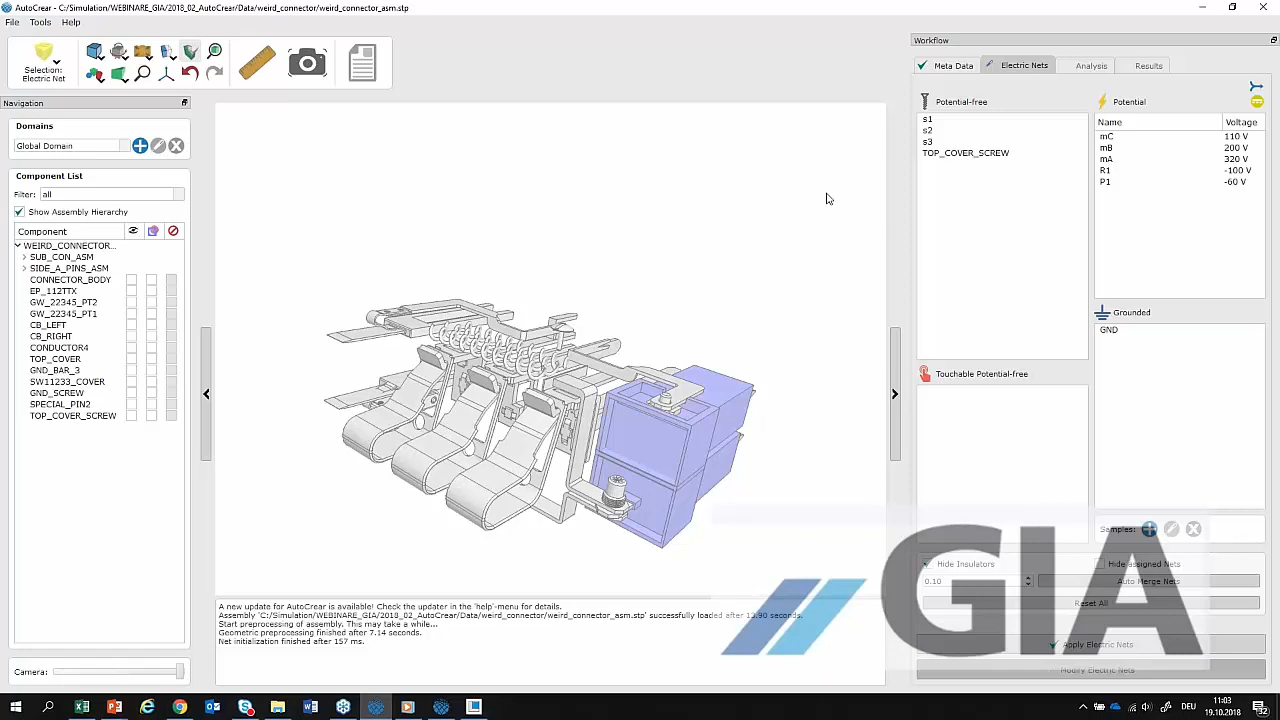 AutoCrear - C:/Simulation/WEBINARE_GIA/2018_02_AutoCrear/Data/weird_connector/weird_connector_asm.stp
File Tools Help
Selection:
Electric Net
Navigation
Domains
Global Domain
Component List
Filter: all
Show Assembly Hierarchy
Component
WEIRD_CONNECTOR...
SUB_CON_ASM
SIDE_A_PINS_ASM
CONNECTOR_BODY
EP_112TTX
GW_22345_PT2
GW_22345_PT1
CB_LEFT
CB_RIGHT
CONDUCTOR4
TOP_COVER
GND_BAR_3
SW11233_COVER
GND_SCREW
SPECIAL_PIN2
TOP_COVER_SCREW
Camera:
A new update for AutoCrear is available! Check the updater in the 'help'-menu for details.
Assembly 'C:/Simulation/WEBINARE_GIA/2018_02_AutoCrear/Data/weird_connector/weird_connector_asm.stp' successfully loaded after 13.90 seconds.
Start preprocessing of assembly. This may take a while...
Geometric preprocessing finished after 7.14 seconds.
Net initialization finished after 157 ms.
Workflow
Meta Data Electric Nets Analysis Results
Potential-free
s1
s2
s3
TOP_COVER_SCREW
Potential
Name Voltage
mC 110 V
mB 200 V
mA 320 V
R1 -100 V
P1 -60 V
Grounded
GND
Touchable Potential-free
Samples:
Hide Insulators Hide assigned Nets
0.10 Auto Merge Nets
Reset All
Apply Electric Nets
Modify Electric Nets
GIA
DEU
11:03
19.10.2018